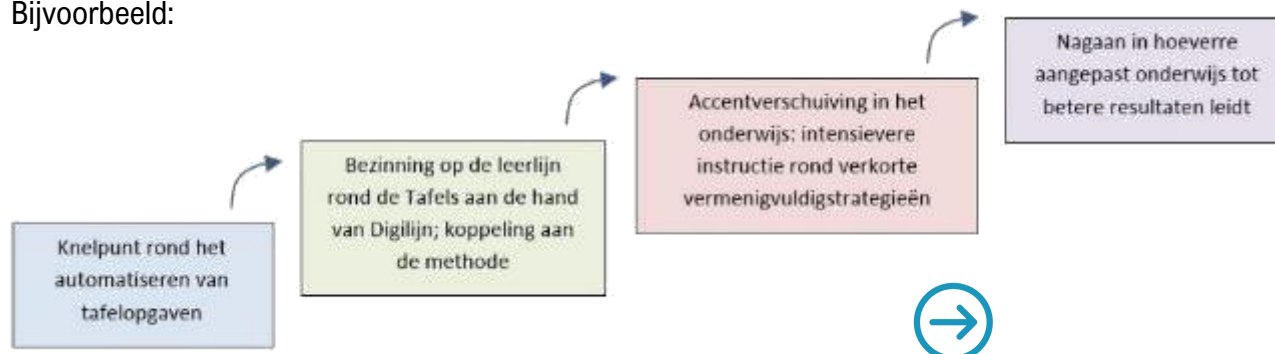 Bijvoorbeeld:
Knelpunt rond het
automatiseren van
tafelopgaven
Bezinning op de leerlijn
rond de Tafels aan de hand
van Digilijn; koppeling aan
de methode
Accentverschuiving in het
onderwijs: intensievere
instructie rond verkorte
vermenigvuldigstrategieën
Nagaan in hoeverre
aangepast onderwijs tot
betere resultaten leidt